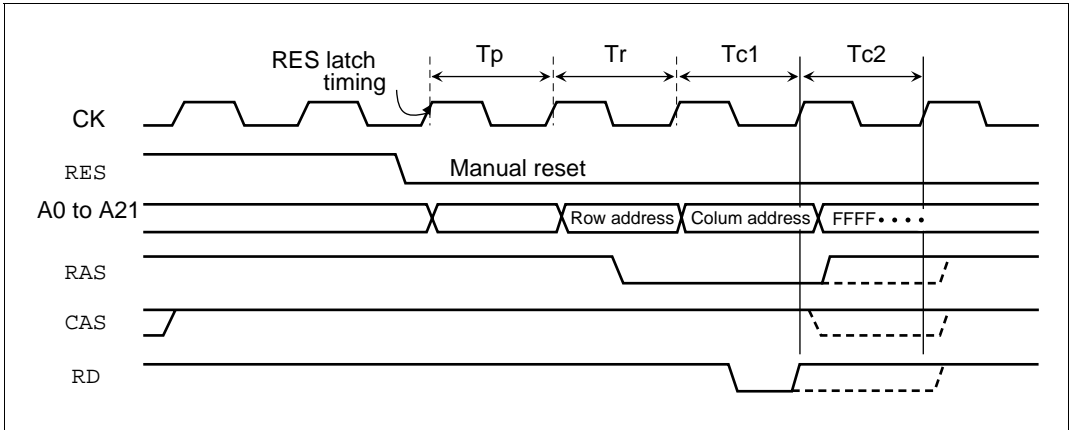 RES latch
timing
Tp
Tr
Tc1
Tc2
CK
RES
Manual reset
A0 to A21
Row address
Colum address
FFFF • • • •
RAS
CAS
RD